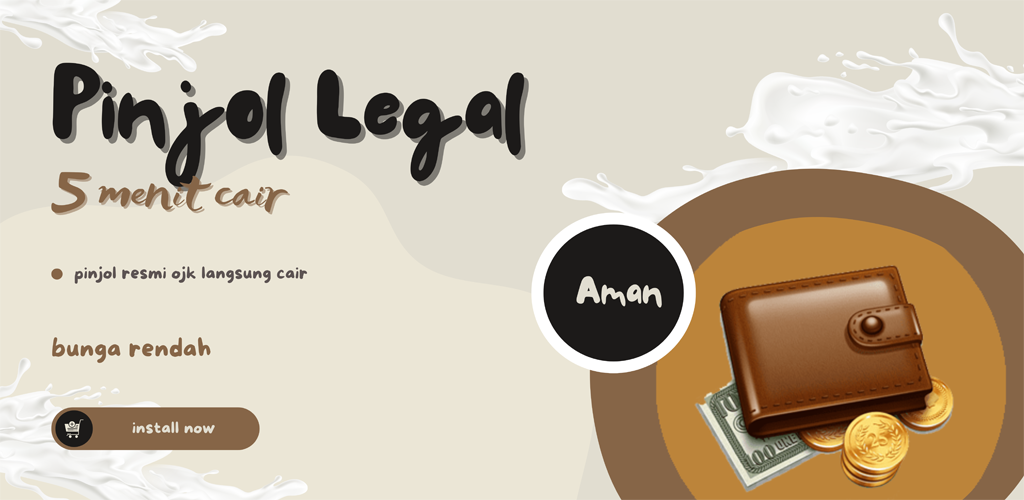 Pinjol Legal
5 menit cair
pinjol resmi ojk langsung cair
Aman
bunga rendah
install now